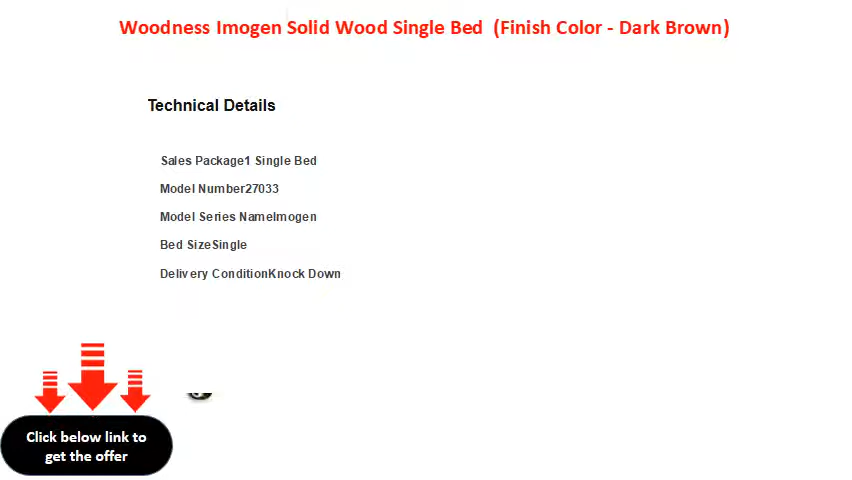 Woodness Imogen Solid Wood Single Bed (Finish Color - Dark Brown)
Technical Details
Sales Package1 Single Bed
Model Number27033
Model Series NameImogen
Bed SizeSingle
Delivery ConditionKnock Down
Click below link to
get the offer